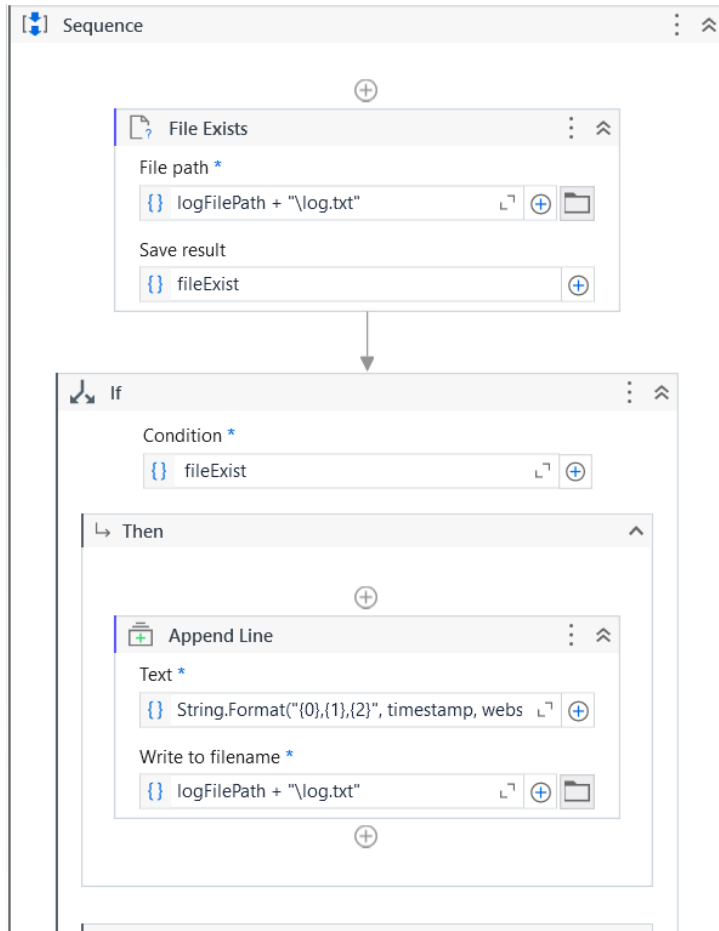 Sequence
File Exists
File path *
{} logFilePath + "\log.txt"
Save result
{} fileExist
If
Condition *
{} fileExist
Then
Append Line
Text *
{} String.Format("{0},{1},{2}", timestamp, webs
Write to filename *
{} logFilePath + "\log.txt"